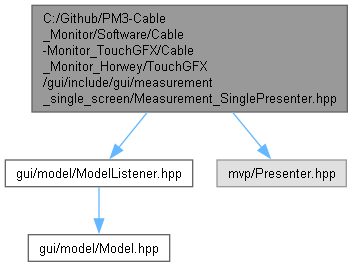 C:/Github/PM3-Cable
_Monitor/Software/Cable
-Monitor_TouchGFX/Cable
_Monitor_Horwey/TouchGFX
/gui/include/gui/measurement
_single_screen/Measurement_SinglePresenter.hpp
gui/model/ModelListener.hpp
mvp/Presenter.hpp
gui/model/Model.hpp